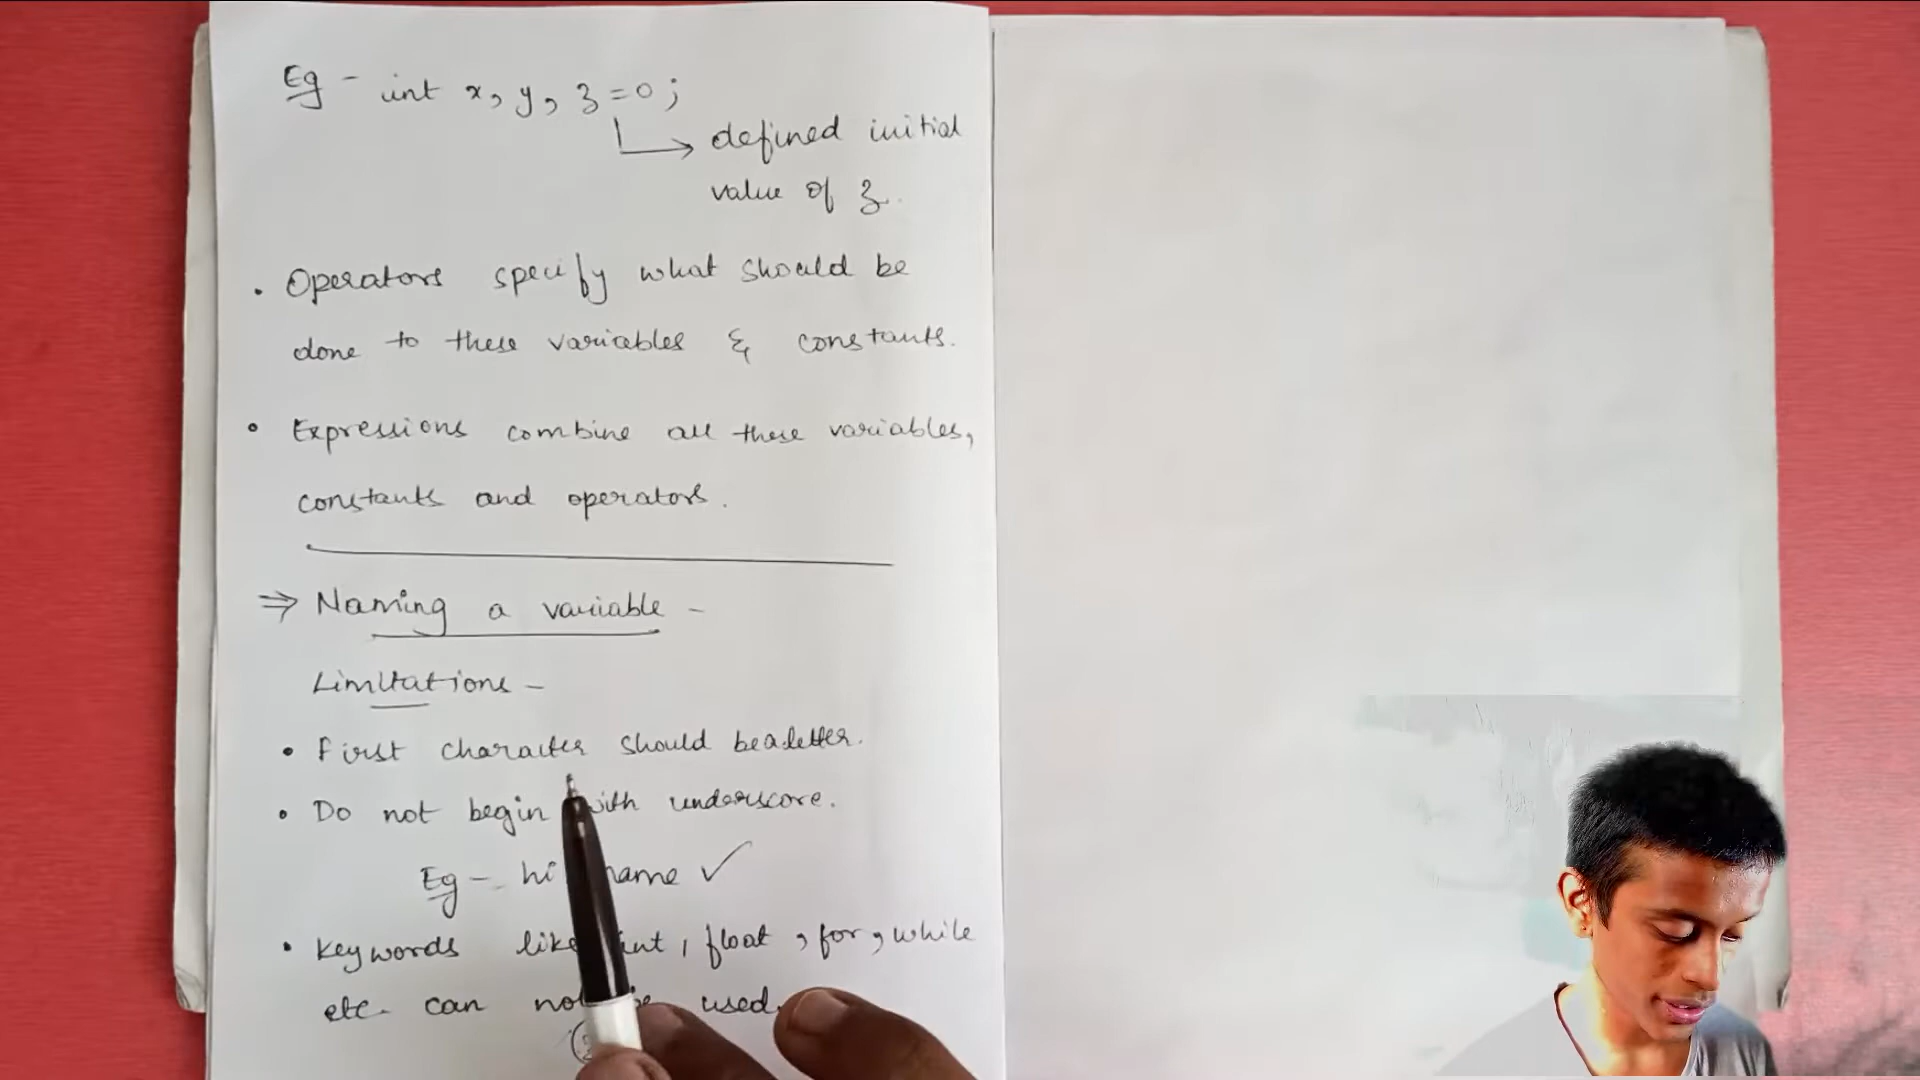 Eg - int x, y, z = 0 ;
defined initial
value of z.
• Operators specify what should be
done to these variables & constants.
• Expressions combine all these variables,
constants and operators.
⇒ Naming a variable -
Limitations -
• First character should be a letter.
• Do not begin with underscore.
Eg - hi name ✓
• Keywords like int, float, for, while
etc. can not be used.